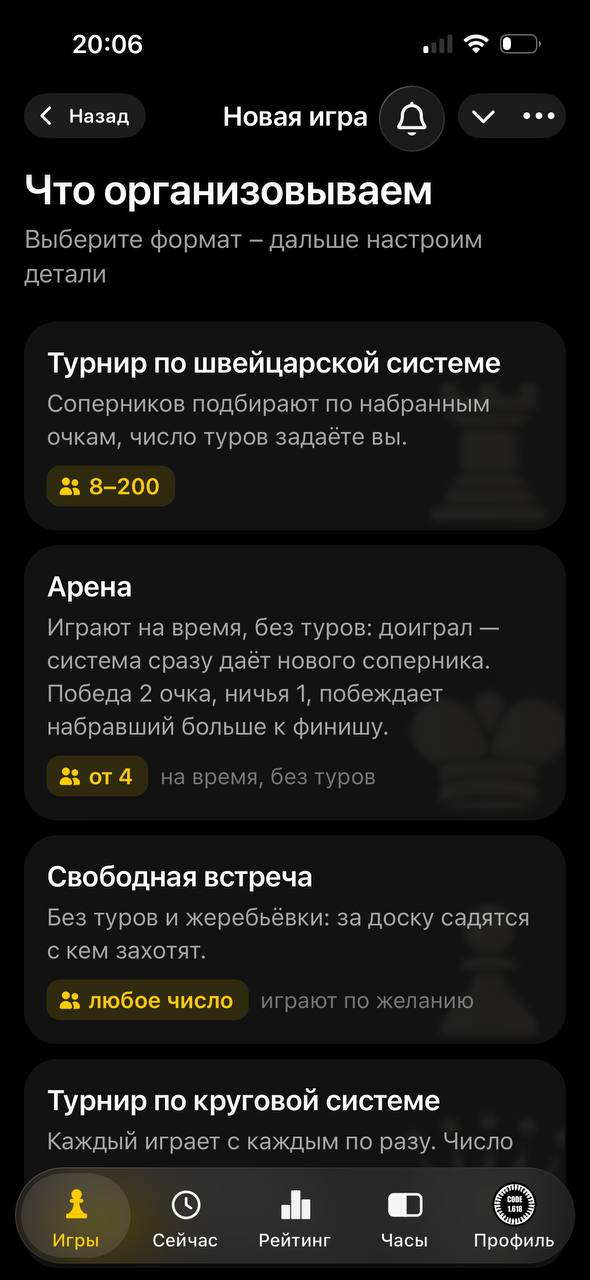 20:06
Назад
Новая игра
Что организовываем
Выберите формат – дальше настроим
детали
Турнир по швейцарской системе
Соперников подбирают по набранным
очкам, число туров задаёте вы.
8–200
Арена
Играют на время, без туров: доиграл —
система сразу даёт нового соперника.
Победа 2 очка, ничья 1, побеждает
набравший больше к финишу.
от 4 на время, без туров
Свободная встреча
Без туров и жеребьёвки: за доску садятся
с кем захотят.
любое число играют по желанию
Турнир по круговой системе
Каждый играет с каждым по разу. Число
CODE
1.618
Игры Сейчас Рейтинг Часы Профиль